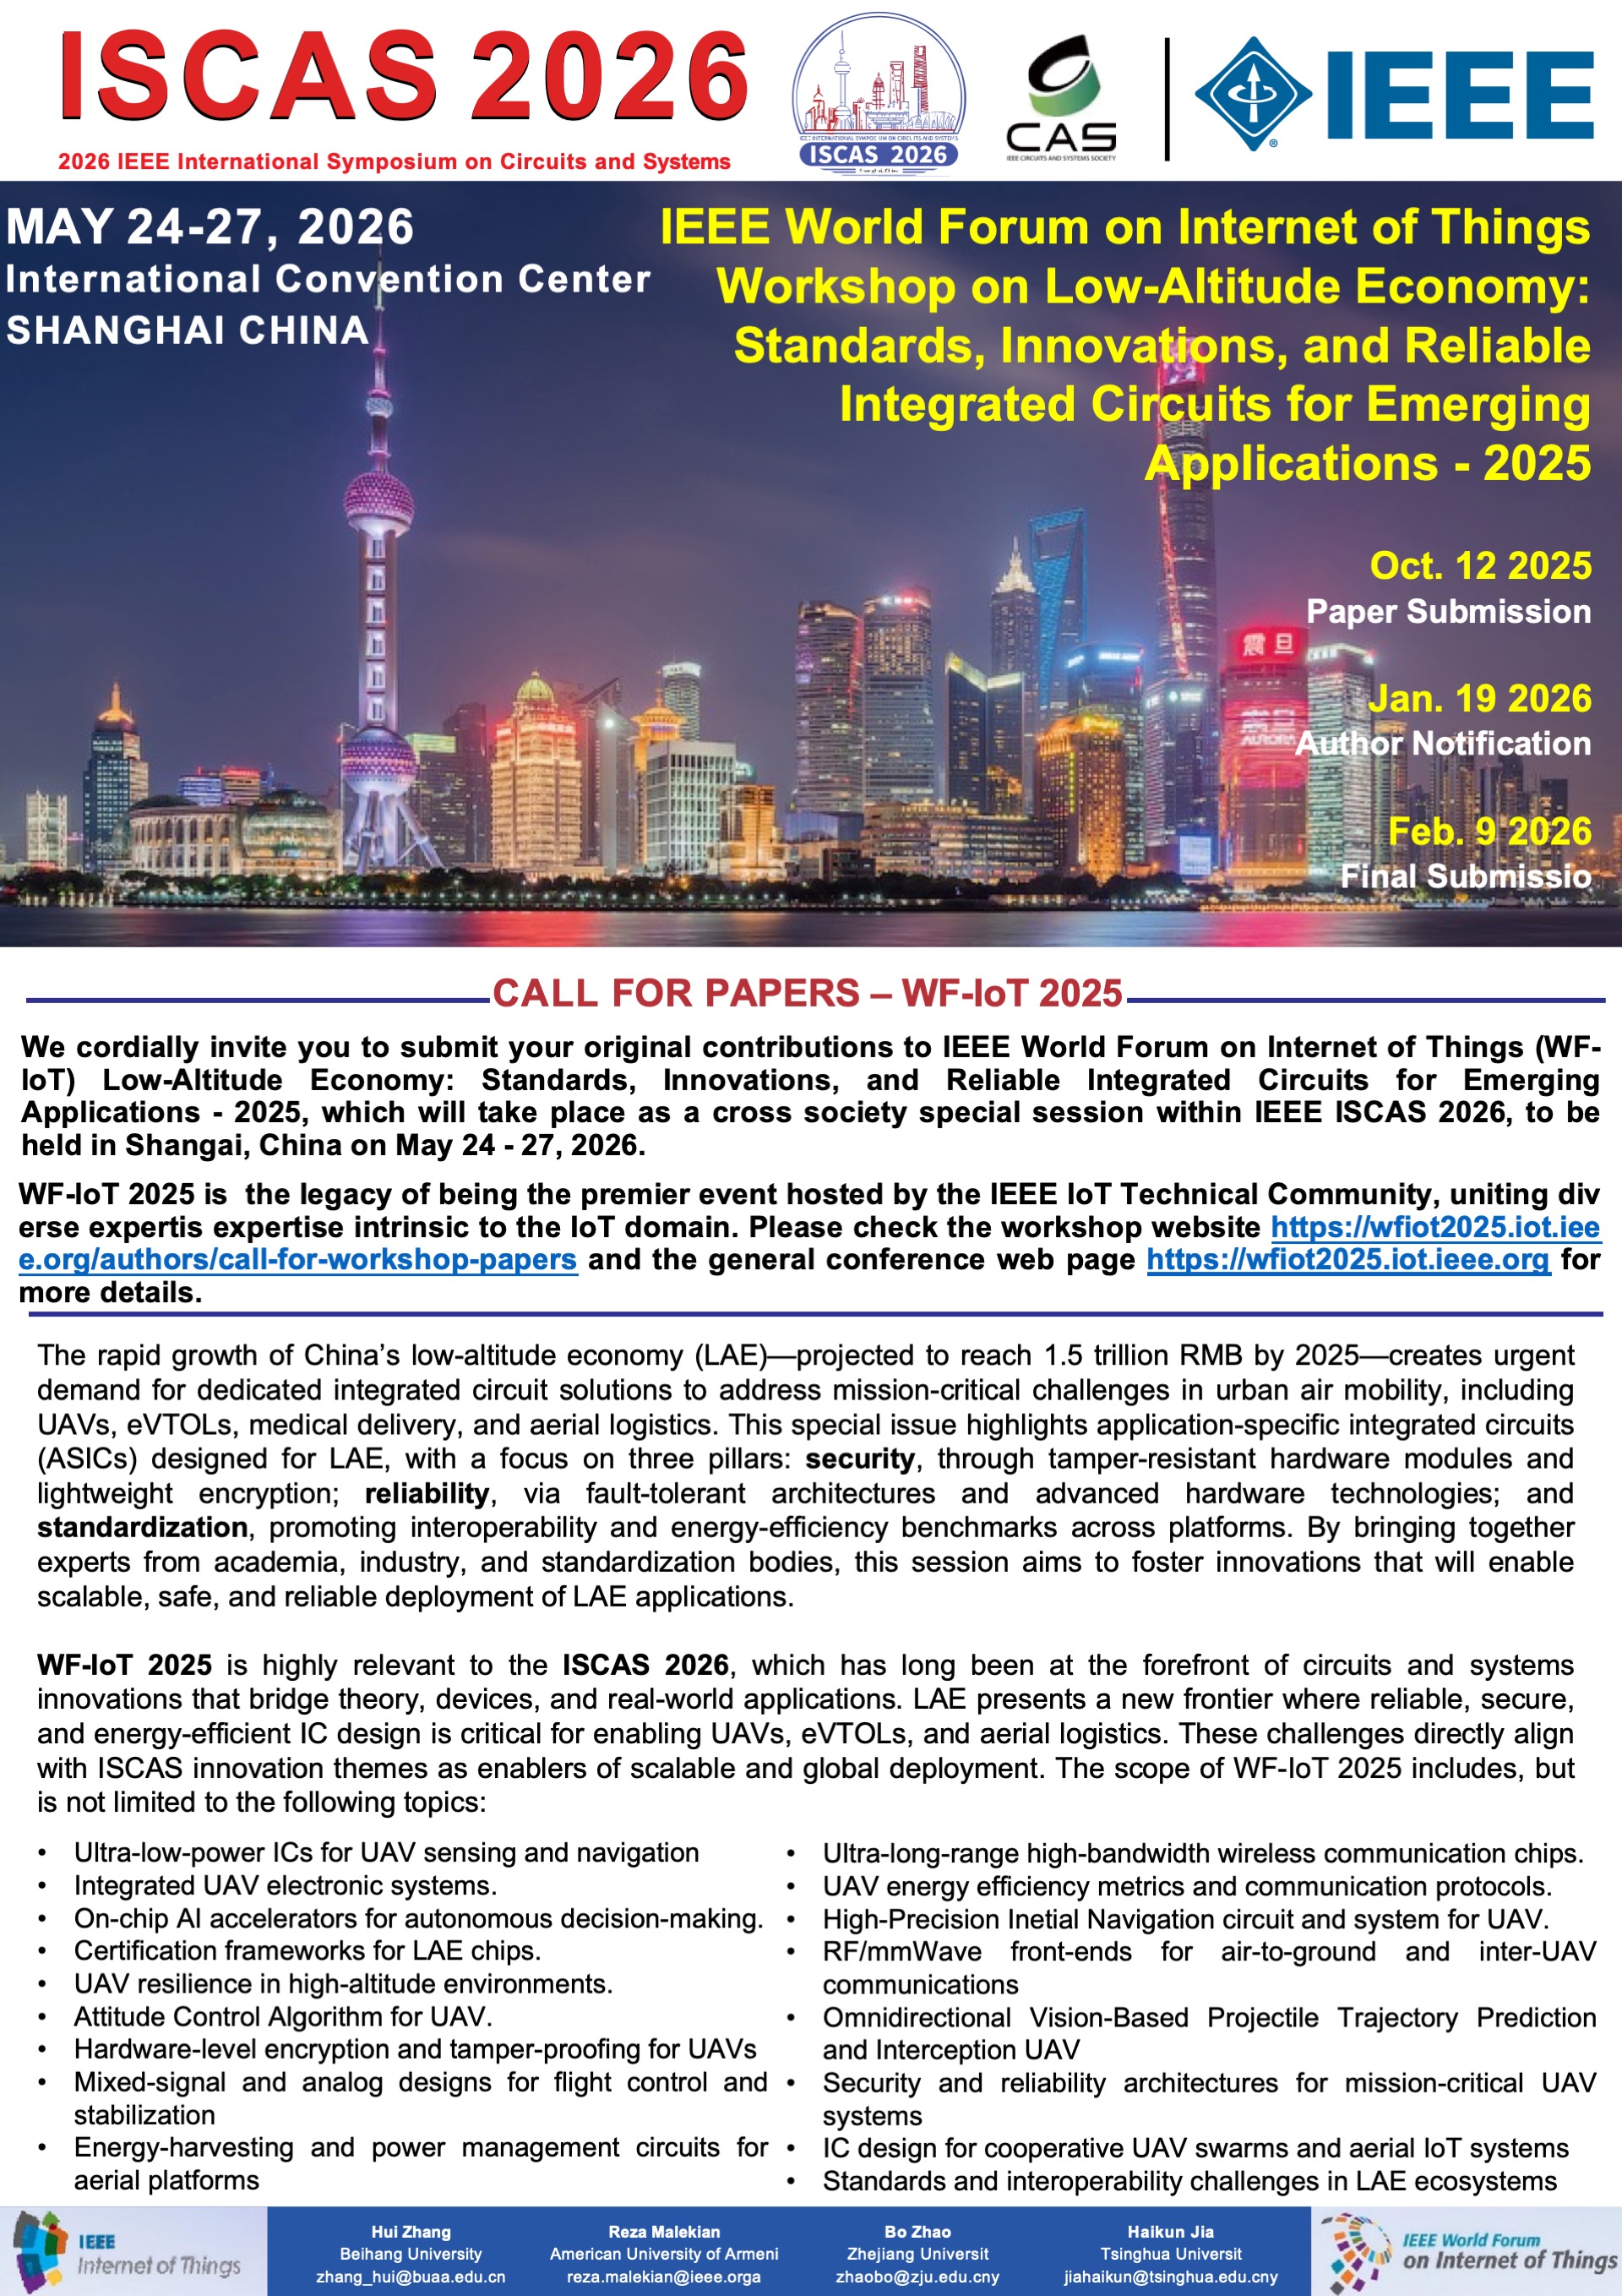 ISCAS 2026
2026 IEEE International Symposium on Circuits and Systems
ISCAS 2026
CAS
IEEE CIRCUITS AND SYSTEMS SOCIETY
IEEE
MAY 24-27, 2026
International Convention Center
SHANGHAI CHINA
IEEE World Forum on Internet of Things
Workshop on Low-Altitude Economy:
Standards, Innovations, and Reliable
Integrated Circuits for Emerging
Applications - 2025
Oct. 12 2025
Paper Submission
震旦
Jan. 19 2026
震旦
AURORA
Author Notification
Feb. 9 2026
Final Submissio
CALL FOR PAPERS – WF-IoT 2025
We cordially invite you to submit your original contributions to IEEE World Forum on Internet of Things (WF-
IoT) Low-Altitude Economy: Standards, Innovations, and Reliable Integrated Circuits for Emerging
Applications - 2025, which will take place as a cross society special session within IEEE ISCAS 2026, to be
held in Shangai, China on May 24 - 27, 2026.
WF-IoT 2025 is the legacy of being the premier event hosted by the IEEE IoT Technical Community, uniting div
erse expertis expertise intrinsic to the IoT domain. Please check the workshop website https://wfiot2025.iot.iee
e.org/authors/call-for-workshop-papers and the general conference web page https://wfiot2025.iot.ieee.org for
more details.
The rapid growth of China’s low-altitude economy (LAE)—projected to reach 1.5 trillion RMB by 2025—creates urgent
demand for dedicated integrated circuit solutions to address mission-critical challenges in urban air mobility, including
UAVs, eVTOLs, medical delivery, and aerial logistics. This special issue highlights application-specific integrated circuits
(ASICs) designed for LAE, with a focus on three pillars: security, through tamper-resistant hardware modules and
lightweight encryption; reliability, via fault-tolerant architectures and advanced hardware technologies; and
standardization, promoting interoperability and energy-efficiency benchmarks across platforms. By bringing together
experts from academia, industry, and standardization bodies, this session aims to foster innovations that will enable
scalable, safe, and reliable deployment of LAE applications.
WF-IoT 2025 is highly relevant to the ISCAS 2026, which has long been at the forefront of circuits and systems
innovations that bridge theory, devices, and real-world applications. LAE presents a new frontier where reliable, secure,
and energy-efficient IC design is critical for enabling UAVs, eVTOLs, and aerial logistics. These challenges directly align
with ISCAS innovation themes as enablers of scalable and global deployment. The scope of WF-IoT 2025 includes, but
is not limited to the following topics:
• Ultra-low-power ICs for UAV sensing and navigation
• Integrated UAV electronic systems.
• On-chip AI accelerators for autonomous decision-making.
• Certification frameworks for LAE chips.
• UAV resilience in high-altitude environments.
• Attitude Control Algorithm for UAV.
• Hardware-level encryption and tamper-proofing for UAVs
• Mixed-signal and analog designs for flight control and
stabilization
• Energy-harvesting and power management circuits for
aerial platforms
• Ultra-long-range high-bandwidth wireless communication chips.
• UAV energy efficiency metrics and communication protocols.
• High-Precision Inetial Navigation circuit and system for UAV.
• RF/mmWave front-ends for air-to-ground and inter-UAV
communications
• Omnidirectional Vision-Based Projectile Trajectory Prediction
and Interception UAV
• Security and reliability architectures for mission-critical UAV
systems
• IC design for cooperative UAV swarms and aerial IoT systems
• Standards and interoperability challenges in LAE ecosystems
IEEE
Internet of Things
Hui Zhang
Beihang University
zhang_hui@buaa.edu.cn
Reza Malekian
American University of Armeni
reza.malekian@ieee.orga
Bo Zhao
Zhejiang Universit
zhaobo@zju.edu.cny
Haikun Jia
Tsinghua Universit
jiahaikun@tsinghua.edu.cny
IEEE World Forum
on Internet of Things